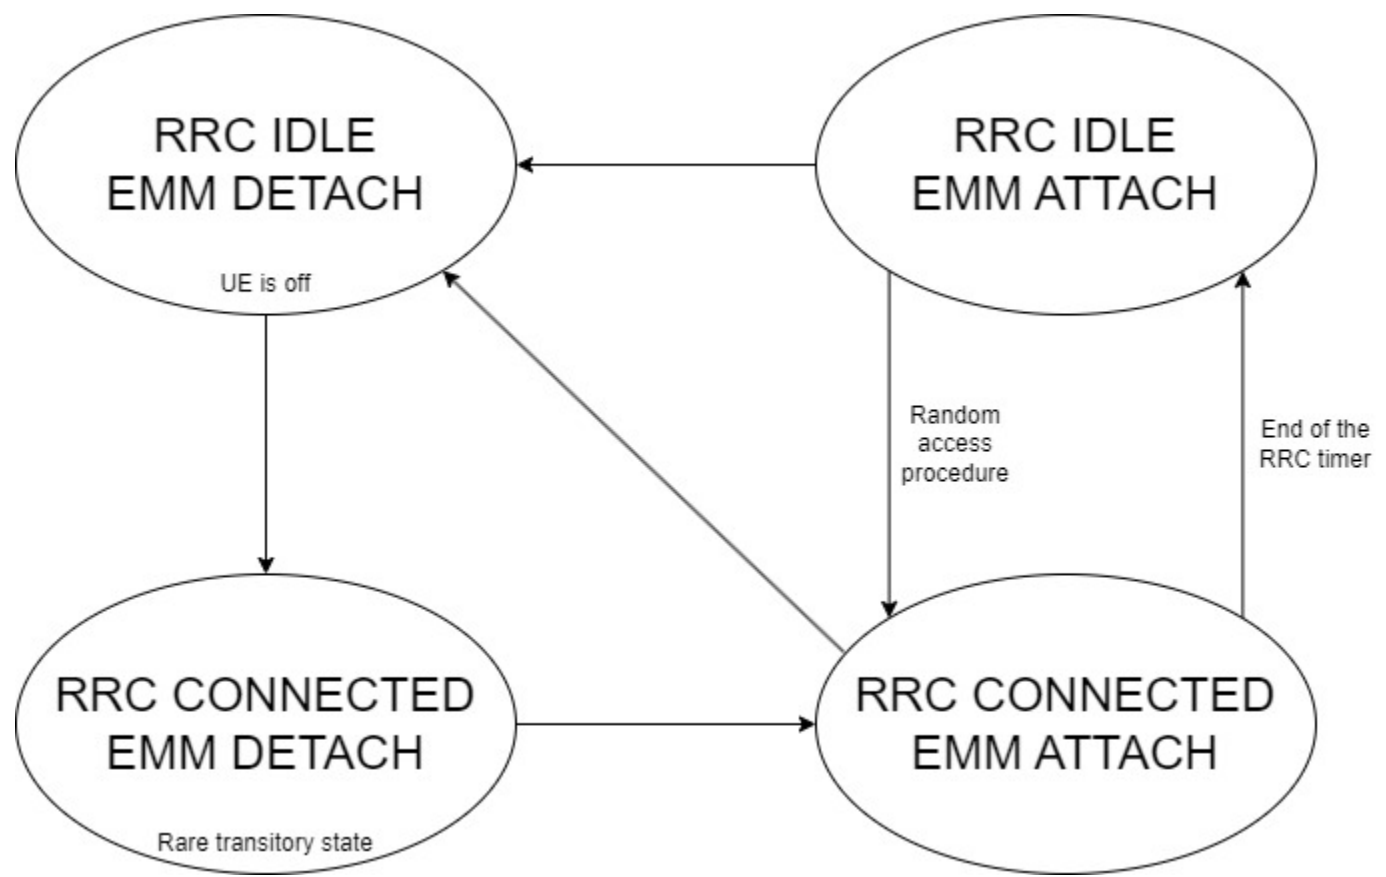 RRC IDLE
EMM DETACH
UE is off
RRC IDLE
EMM ATTACH
Random
access
procedure
End of the
RRC timer
RRC CONNECTED
EMM DETACH
Rare transitory state
RRC CONNECTED
EMM ATTACH